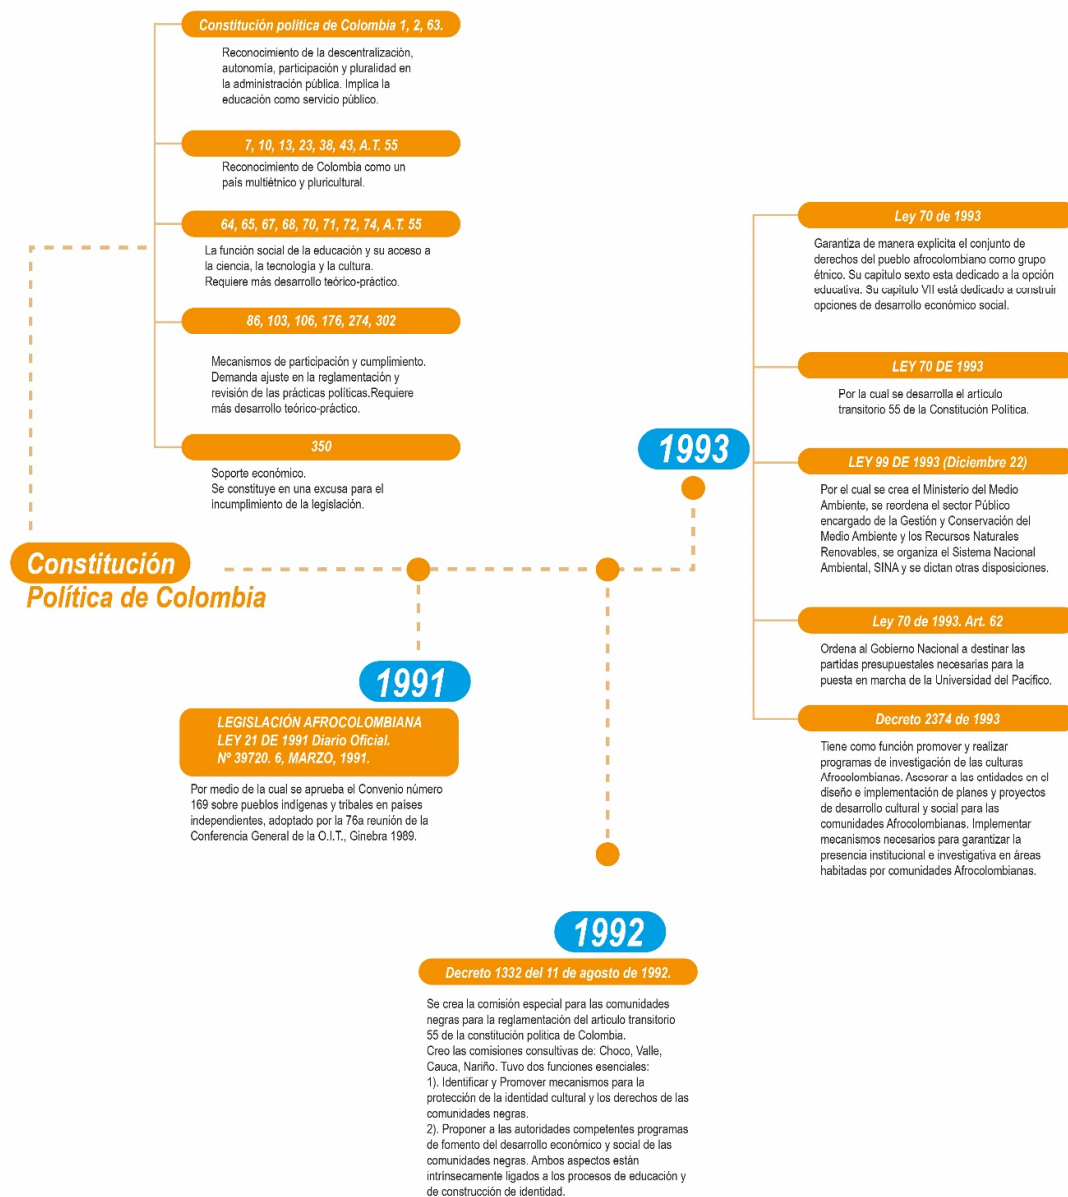 Constitución política de Colombia 1, 2, 63.
Reconocimiento de la descentralización,
autonomía, participación y pluralidad en
la administración pública. Implica la
educación como servicio público.
7, 10, 13, 23, 38, 43, A.T. 55
Reconocimiento de Colombia como un
país multiétnico y pluricultural.
64, 65, 67, 68, 70, 71, 72, 74, A.T. 55
La función social de la educación y su acceso a
la ciencia, la tecnología y la cultura.
Requiere más desarrollo teórico-práctico.
86, 103, 106, 176, 274, 302
Mecanismos de participación y cumplimiento.
Demanda ajuste en la reglamentación y
revisión de las prácticas políticas.Requiere
más desarrollo teórico-práctico.
350
Soporte económico.
Se constituye en una excusa para el
incumplimiento de la legislación.
Constitución
Política de Colombia
1991
LEGISLACIÓN AFROCOLOMBIANA
LEY 21 DE 1991 Diario Oficial.
Nº 39720. 6, MARZO, 1991.
Por medio de la cual se aprueba el Convenio número
169 sobre pueblos indígenas y tribales en países
independientes, adoptado por la 76a reunión de la
Conferencia General de la O.I.T., Ginebra 1989.
1992
Decreto 1332 del 11 de agosto de 1992.
Se crea la comisión especial para las comunidades
negras para la reglamentación del articulo transitorio
55 de la constitución política de Colombia.
Creo las comisiones consultivas de: Choco, Valle,
Cauca, Nariño. Tuvo dos funciones esenciales:
1). Identificar y Promover mecanismos para la
protección de la identidad cultural y los derechos de las
comunidades negras.
2). Proponer a las autoridades competentes programas
de fomento del desarrollo económico y social de las
comunidades negras. Ambos aspectos están
intrínsecamente ligados a los procesos de educación y
de construcción de identidad.
1993
Ley 70 de 1993
Garantiza de manera explicita el conjunto de
derechos del pueblo afrocolombiano como grupo
étnico. Su capitulo sexto esta dedicado a la opción
educativa. Su capitulo VII está dedicado a construir
opciones de desarrollo económico social.
LEY 70 DE 1993
Por la cual se desarrolla el artículo
transitorio 55 de la Constitución Política.
LEY 99 DE 1993 (Diciembre 22)
Por el cual se crea el Ministerio del Medio
Ambiente, se reordena el sector Público
encargado de la Gestión y Conservación del
Medio Ambiente y los Recursos Naturales
Renovables, se organiza el Sistema Nacional
Ambiental, SINA y se dictan otras disposiciones.
Ley 70 de 1993. Art. 62
Ordena al Gobierno Nacional a destinar las
partidas presupuestales necesarias para la
puesta en marcha de la Universidad del Pacifico.
Decreto 2374 de 1993
Tiene como función promover y realizar
programas de investigación de las culturas
Afrocolombianas. Asesorar a las entidades en el
diseño e implementación de planes y proyectos
de desarrollo cultural y social para las
comunidades Afrocolombianas. Implementar
mecanismos necesarios para garantizar la
presencia institucional e investigativa en áreas
habitadas por comunidades Afrocolombianas.